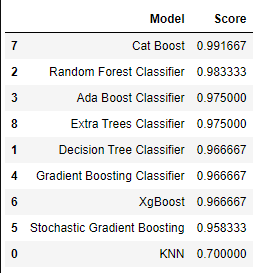 Model Score
7 Cat Boost 0.991667
2 Random Forest Classifier 0.983333
3 Ada Boost Classifier 0.975000
8 Extra Trees Classifier 0.975000
1 Decision Tree Classifier 0.966667
4 Gradient Boosting Classifier 0.966667
6 XgBoost 0.966667
5 Stochastic Gradient Boosting 0.958333
0 KNN 0.700000